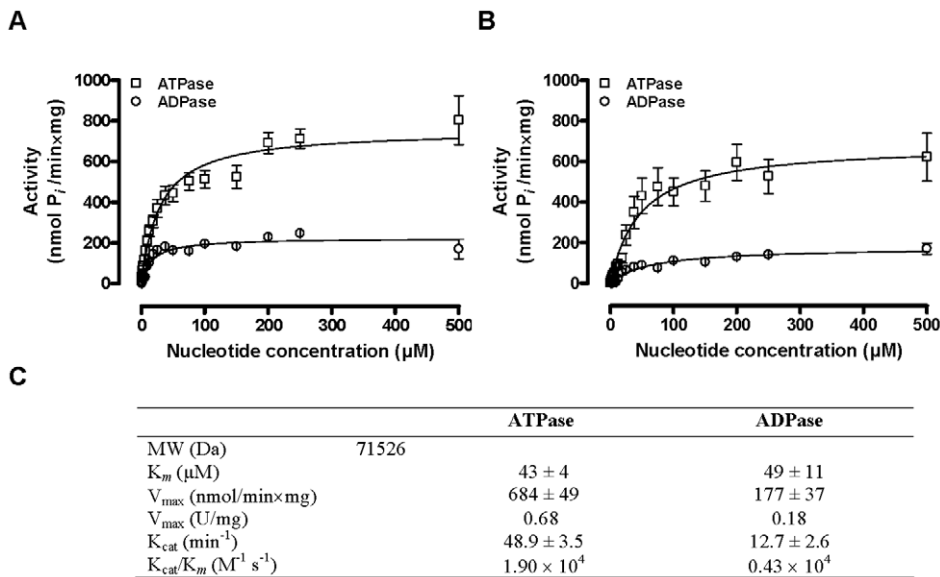 A
B
1000
800
600
400
200
0
Activity
(nmol Pi /min×mg)
ATPase
ADPase
0 100 200 300 400 500
Nucleotide concentration (µM)
1000
800
600
400
200
0
Activity
(nmol Pi /min×mg)
ATPase
ADPase
0 100 200 300 400 500
Nucleotide concentration (µM)
C
ATPase ADPase
MW (Da) 71526
Km (µM) 43 ± 4 49 ± 11
Vmax (nmol/min×mg) 684 ± 49 177 ± 37
Vmax (U/mg) 0.68 0.18
Kcat (min⁻¹) 48.9 ± 3.5 12.7 ± 2.6
Kcat/Km (M⁻¹ s⁻¹) 1.90 × 10⁴ 0.43 × 10⁴